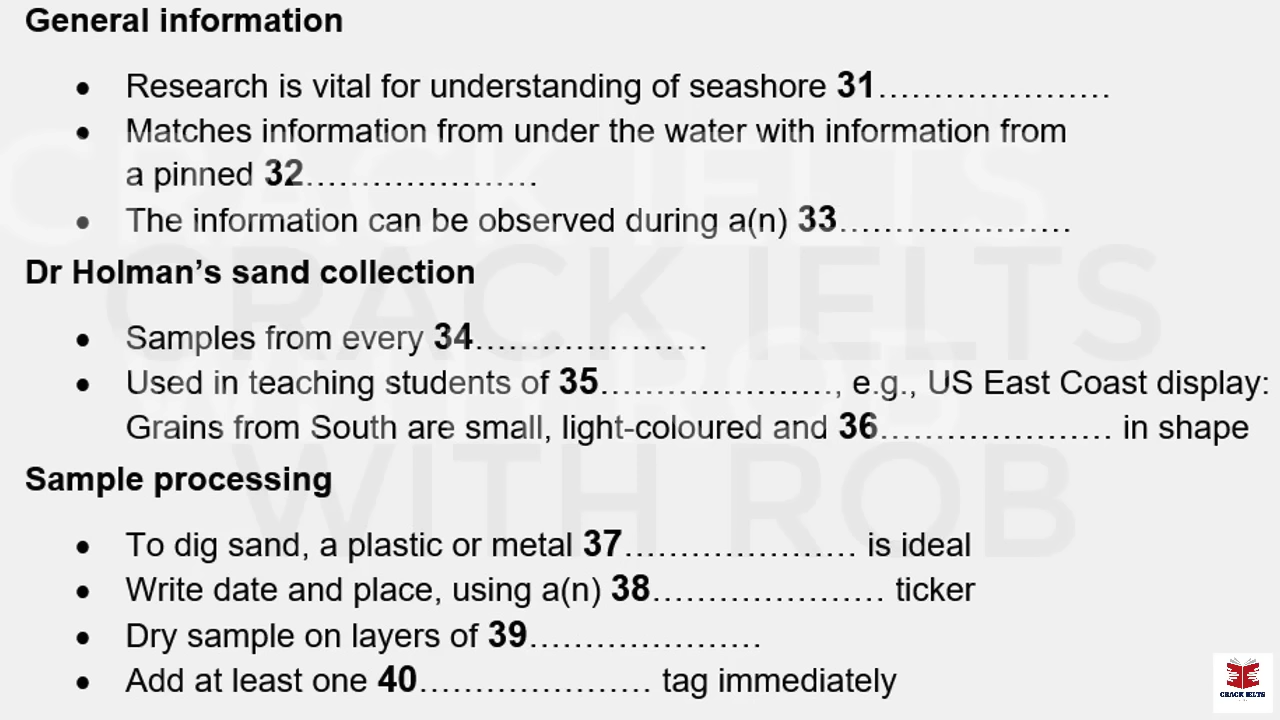 General information
• Research is vital for understanding of seashore 31.....................
• Matches information from under the water with information from
a pinned 32.....................
• The information can be observed during a(n) 33.....................
Dr Holman’s sand collection
• Samples from every 34.....................
• Used in teaching students of 35....................., e.g., US East Coast display:
Grains from South are small, light-coloured and 36..................... in shape
Sample processing
• To dig sand, a plastic or metal 37..................... is ideal
• Write date and place, using a(n) 38..................... ticker
• Dry sample on layers of 39.....................
• Add at least one 40..................... tag immediately
CRACK IELTS
CRACK IELTS
WITH ROB
CRACK IELTS